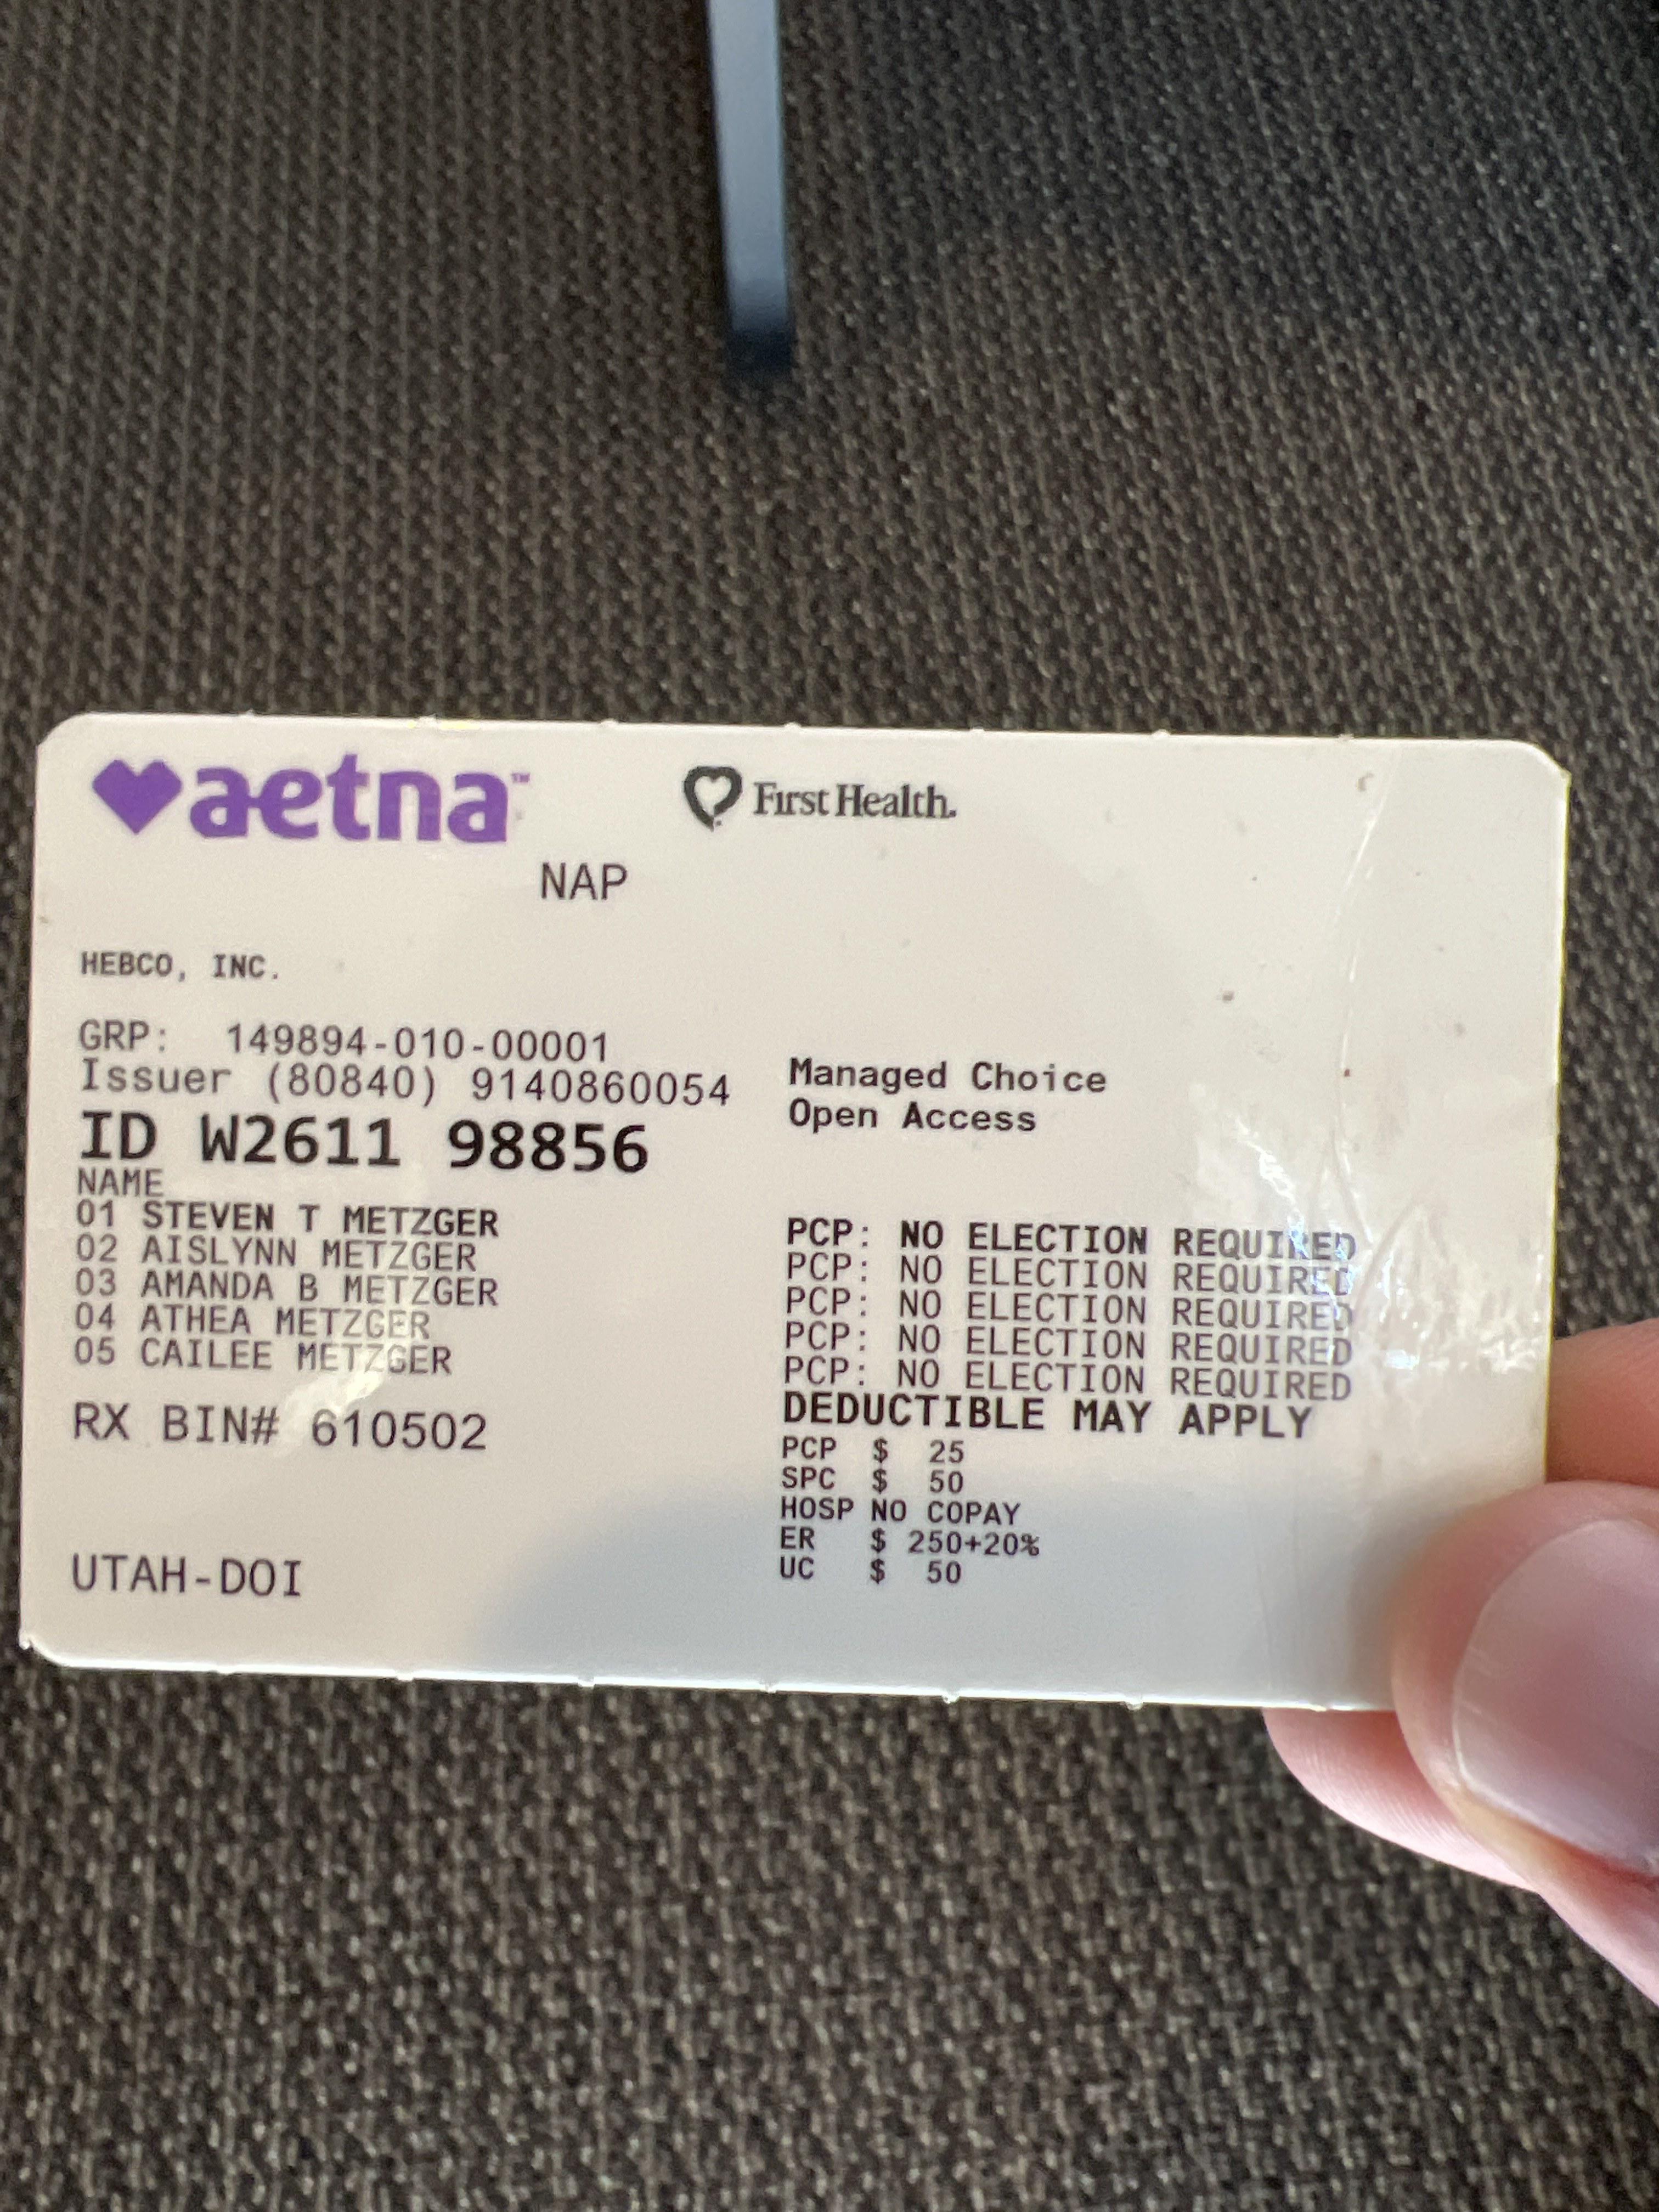 aetna™
First Health.
NAP
HEBCO, INC.
GRP: 149894-010-00001
Issuer (80840) 9140860054
ID W2611 98856
NAME
01 STEVEN T METZGER
02 AISLYNN METZGER
03 AMANDA B METZGER
04 ATHEA METZGER
05 CAILEE METZGER
RX BIN# 610502
UTAH-DOI
Managed Choice
Open Access
PCP: NO ELECTION REQUIRED
PCP: NO ELECTION REQUIRED
PCP: NO ELECTION REQUIRED
PCP: NO ELECTION REQUIRED
PCP: NO ELECTION REQUIRED
DEDUCTIBLE MAY APPLY
PCP $ 25
SPC $ 50
HOSP NO COPAY
ER $ 250+20%
UC $ 50